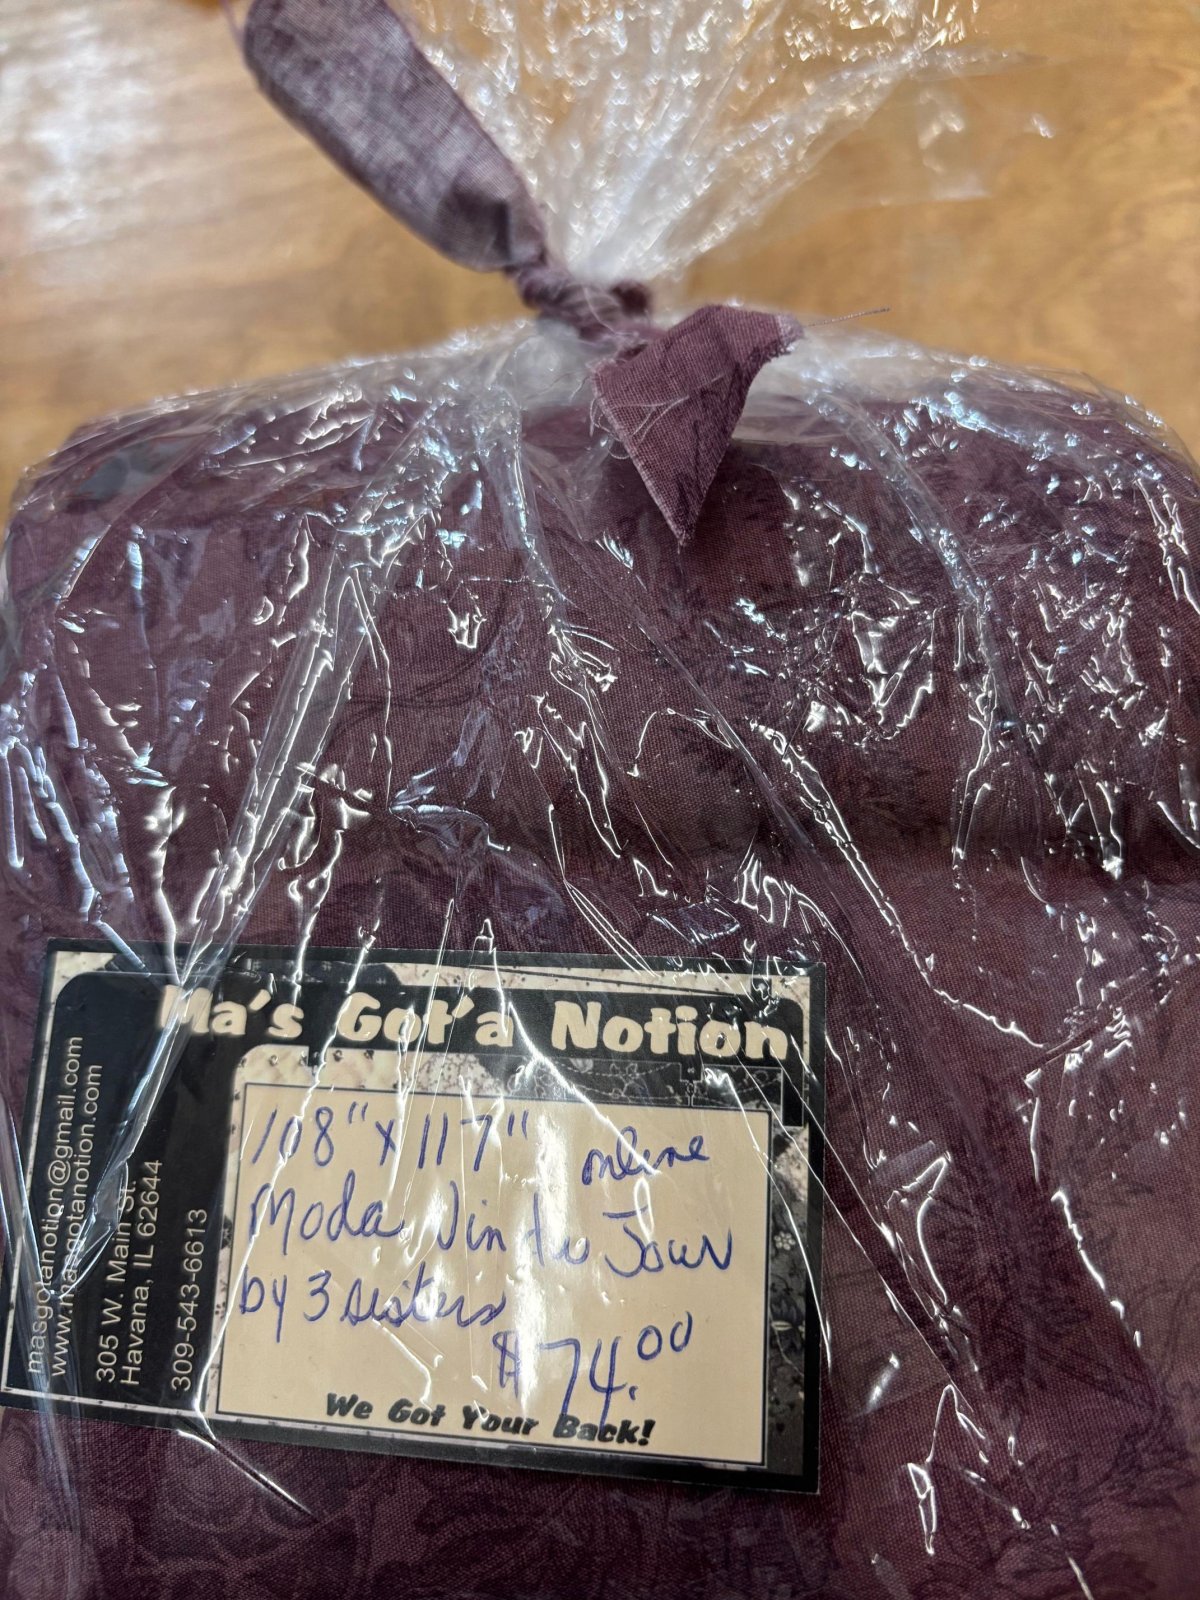 Ma's Got'a Notion
masgotanotion@gmail.com
www.masgotanotion.com
305 W. Main St.
Havana, IL 62644
309-543-6613
108" x 117" online
Moda Vin du Jour
by 3 sisters
$74.00
We Got Your Back!